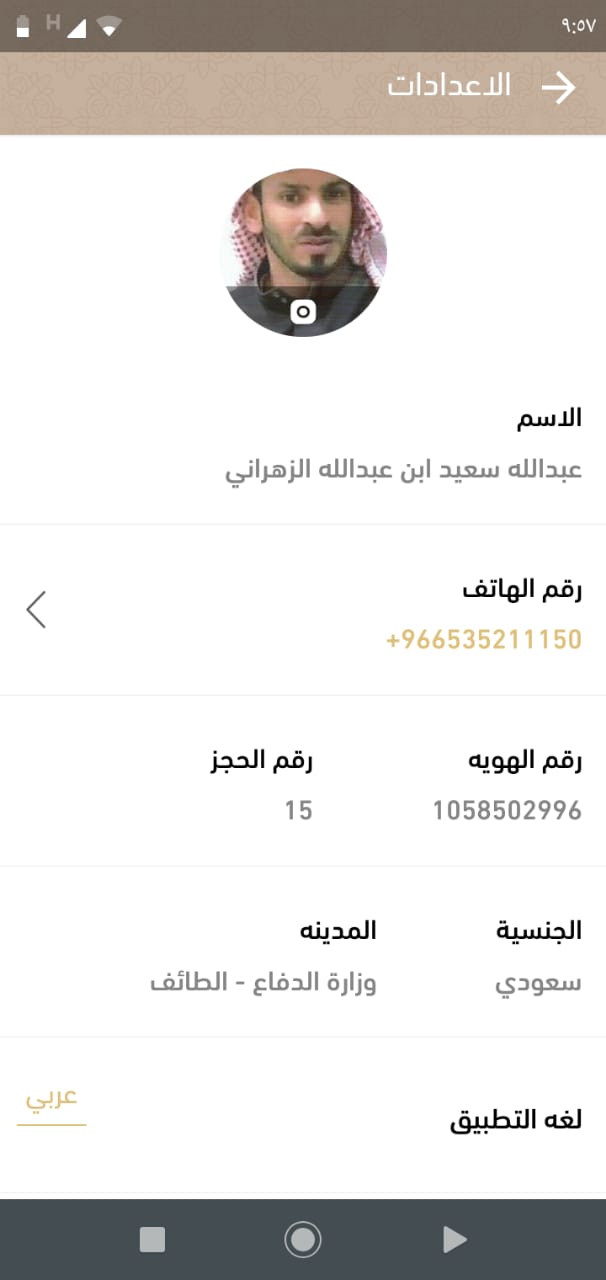 ٩:٥٧
H
الاعدادات
الاسم
عبدالله سعيد ابن عبدالله الزهراني
رقم الهاتف
+966535211150
رقم الهويه رقم الحجز
1058502996 15
الجنسية المدينه
سعودي وزارة الدفاع - الطائف
لغه التطبيق عربي